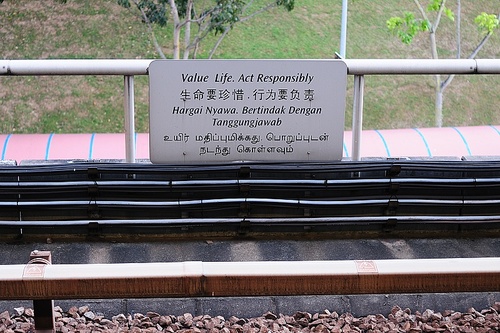 Value Life. Act Responsibly
生命要珍惜.行为要负责
Hargai Nyawa. Bertindak Dengan
Tanggungjawab
உயிர் மதிப்புமிக்கது. பொறுப்புடன்
நடந்து கொள்ளவும்